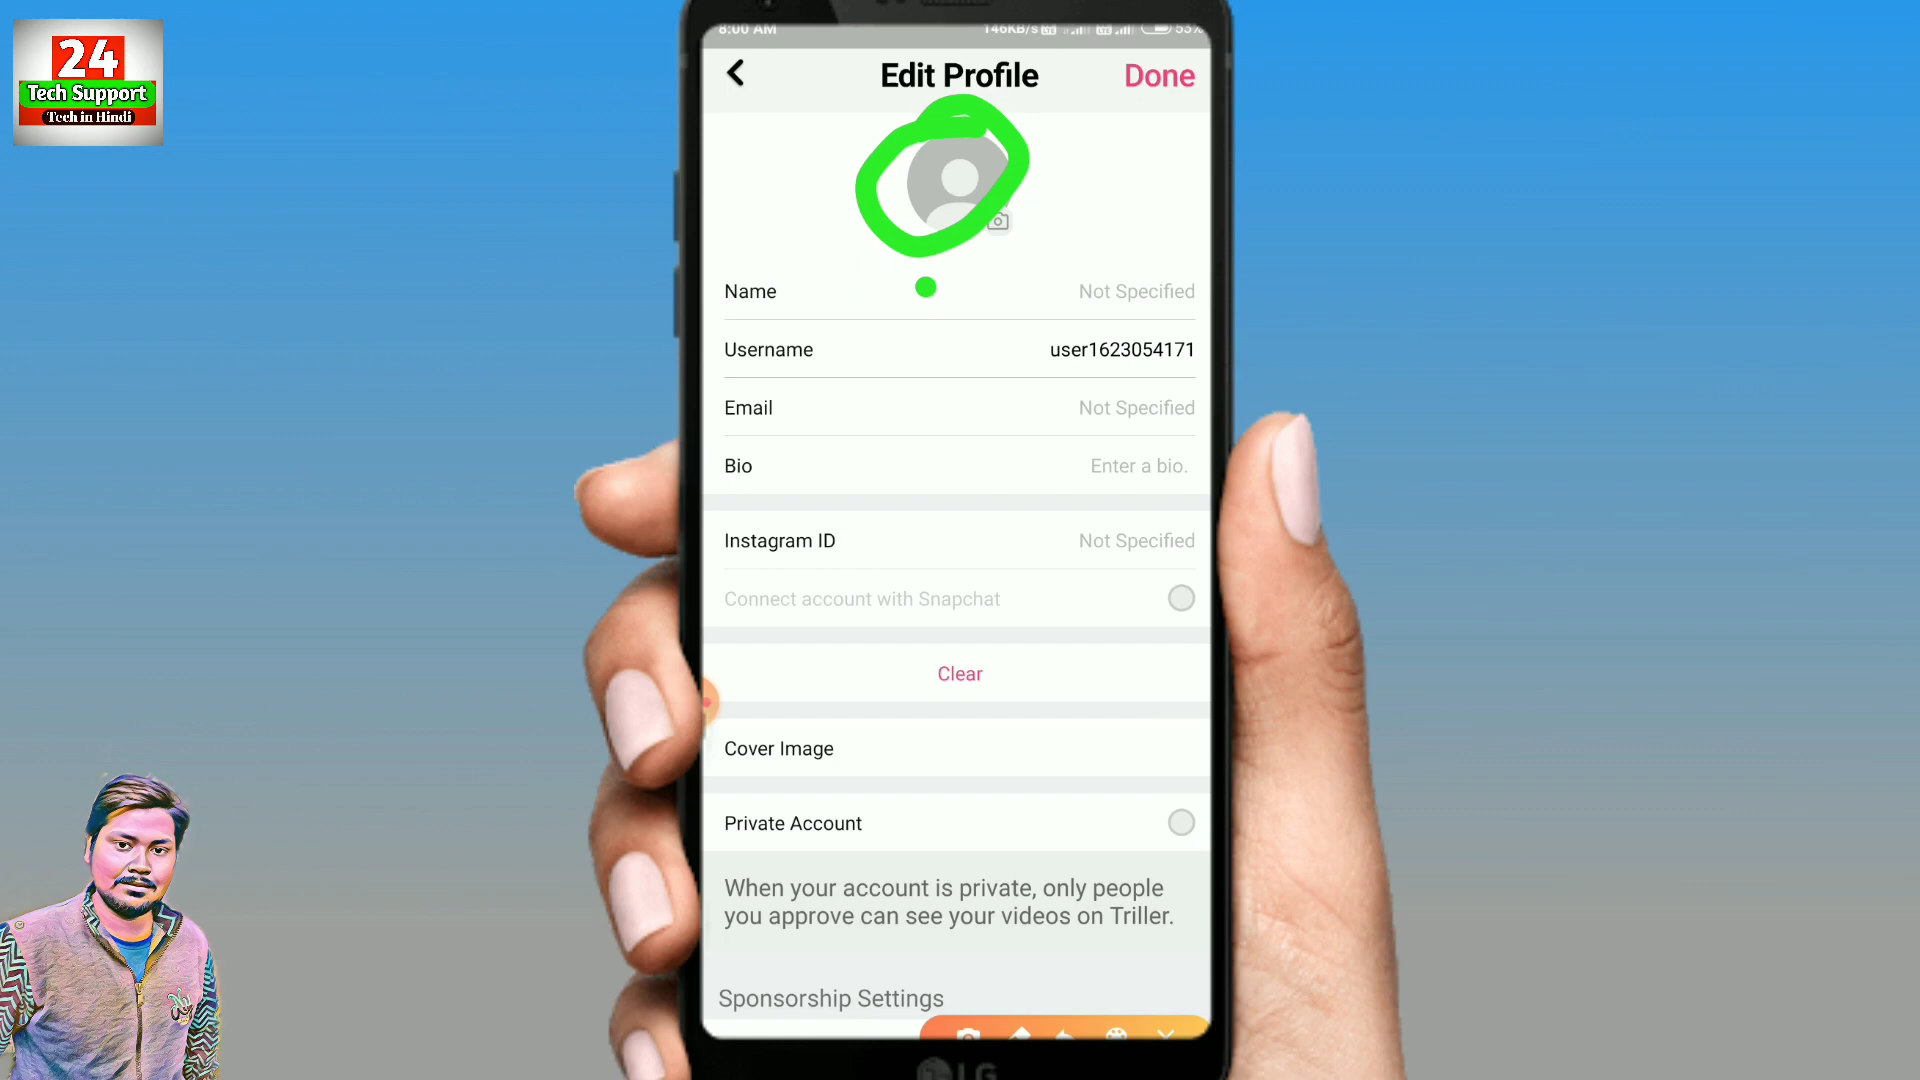 24
Tech Support
Tech in Hindi
8:00 AM 146KB/s 53%
Edit Profile Done
Name Not Specified
Username user1623054171
Email Not Specified
Bio Enter a bio.
Instagram ID Not Specified
Connect account with Snapchat
Clear
Cover Image
Private Account
When your account is private, only people
you approve can see your videos on Triller.
Sponsorship Settings
LG